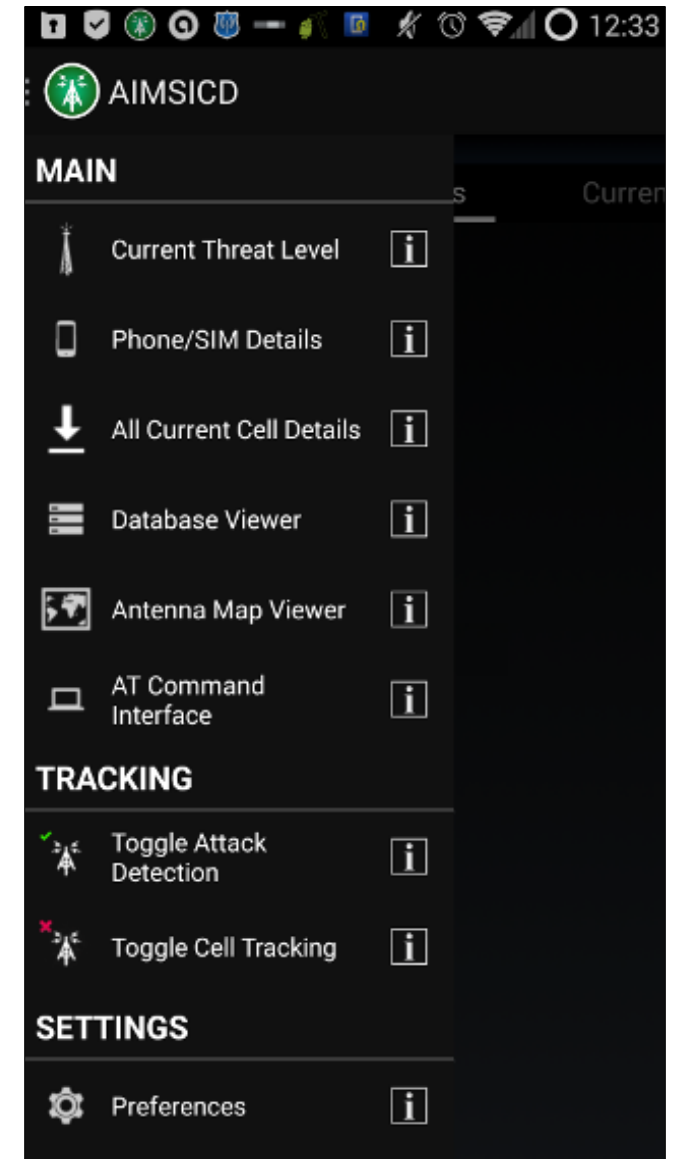 12:33
AIMSICD
MAIN
s Curren
Current Threat Level
Phone/SIM Details
All Current Cell Details
Database Viewer
Antenna Map Viewer
AT Command
Interface
TRACKING
Toggle Attack
Detection
Toggle Cell Tracking
SETTINGS
Preferences